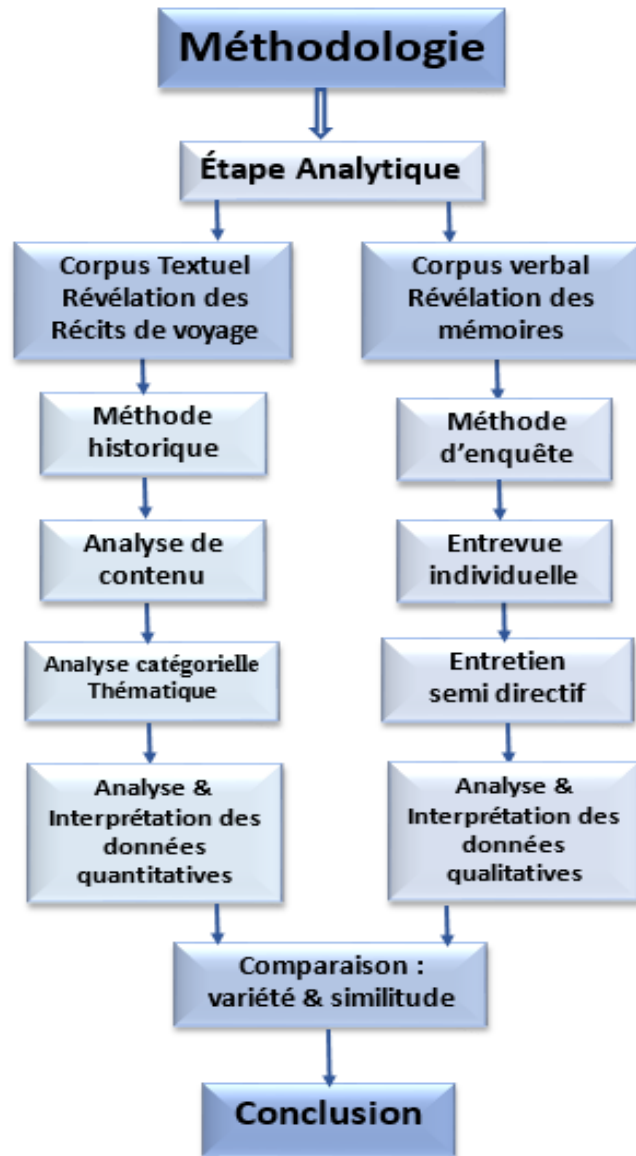 Méthodologie
Étape Analytique
Corpus Textuel
Révélation des
Récits de voyage
Corpus verbal
Révélation des
mémoires
Méthode
historique
Méthode
d’enquête
Analyse de
contenu
Entrevue
individuelle
Analyse catégorielle
Thématique
Entretien
semi directif
Analyse &
Interprétation des
données
quantitatives
Analyse &
Interprétation des
données
qualitatives
Comparaison :
variété & similitude
Conclusion